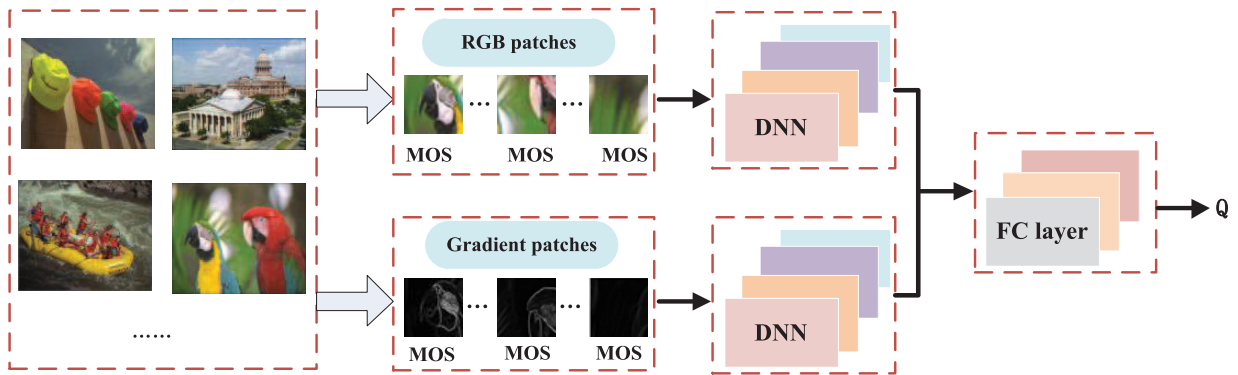 RGB patches
... ...
MOS MOS MOS
DNN
Gradient patches
... ...
MOS MOS MOS
DNN
......
FC layer
Q